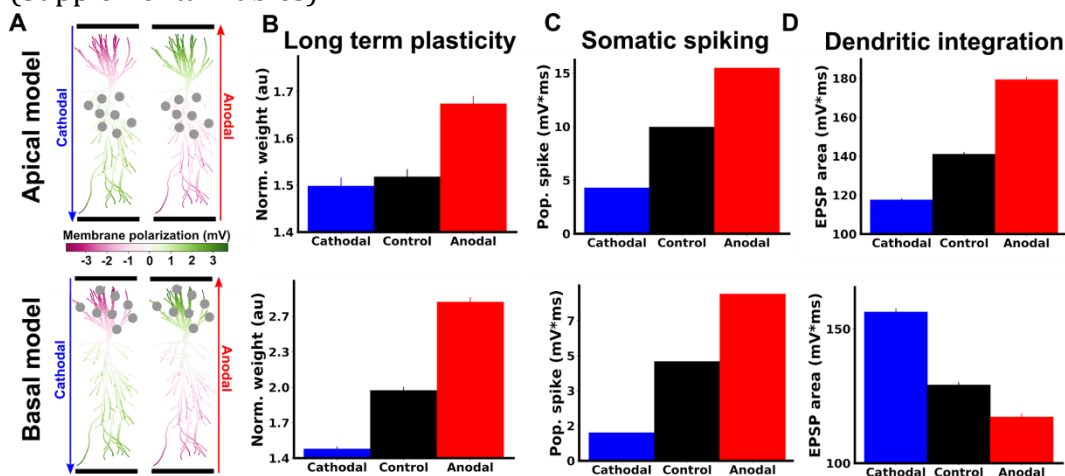 A
B
C
D
Long term plasticity
Somatic spiking
Dendritic integration
Apical model
Cathodal
Anodal
Norm. weight (au)
1.7
1.5
1.4
Cathodal Control Anodal
Pop. spike (mV*ms)
15
10
5
0
Cathodal Control Anodal
EPSP area (mV*ms)
180
160
140
120
100
Cathodal Control Anodal
Membrane polarization (mV)
-3 -2 -1 0 1 2 3
Basal model
Cathodal
Anodal
Norm. weight (au)
2.7
2.3
2.0
1.7
1.4
Cathodal Control Anodal
Pop. spike (mV*ms)
7
5
3
2
0
Cathodal Control Anodal
EPSP area (mV*ms)
150
100
Cathodal Control Anodal